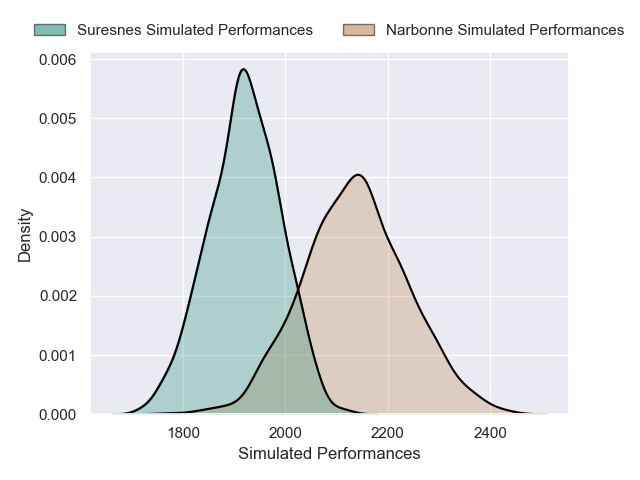 Suresnes Simulated Performances Narbonne Simulated Performances
0.006
0.005
0.004
0.003
0.002
0.001
0.000
Density
1800 2000 2200 2400
Simulated Performances